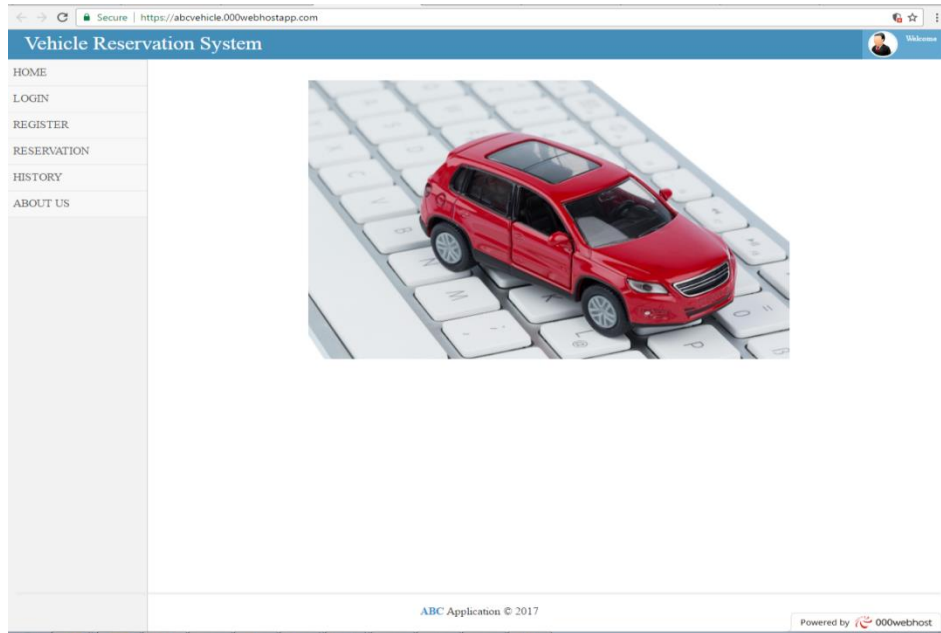 Secure | https://abcvehicle.000webhostapp.com
Vehicle Reservation System
Welcome
HOME
LOGIN
REGISTER
RESERVATION
HISTORY
ABOUT US
ABC Application © 2017
Powered by 000webhost